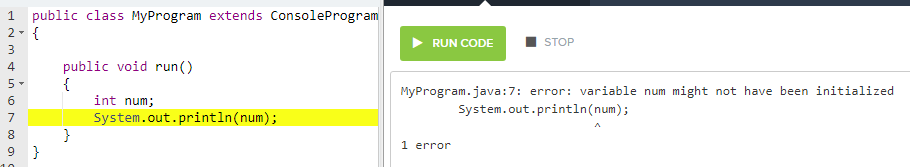 1 public class MyProgram extends ConsoleProgram
2 {
3
4 public void run()
5 {
6 int num;
7 System.out.println(num);
8 }
9 }
RUN CODE STOP
MyProgram.java:7: error: variable num might not have been initialized
System.out.println(num);
^
1 error